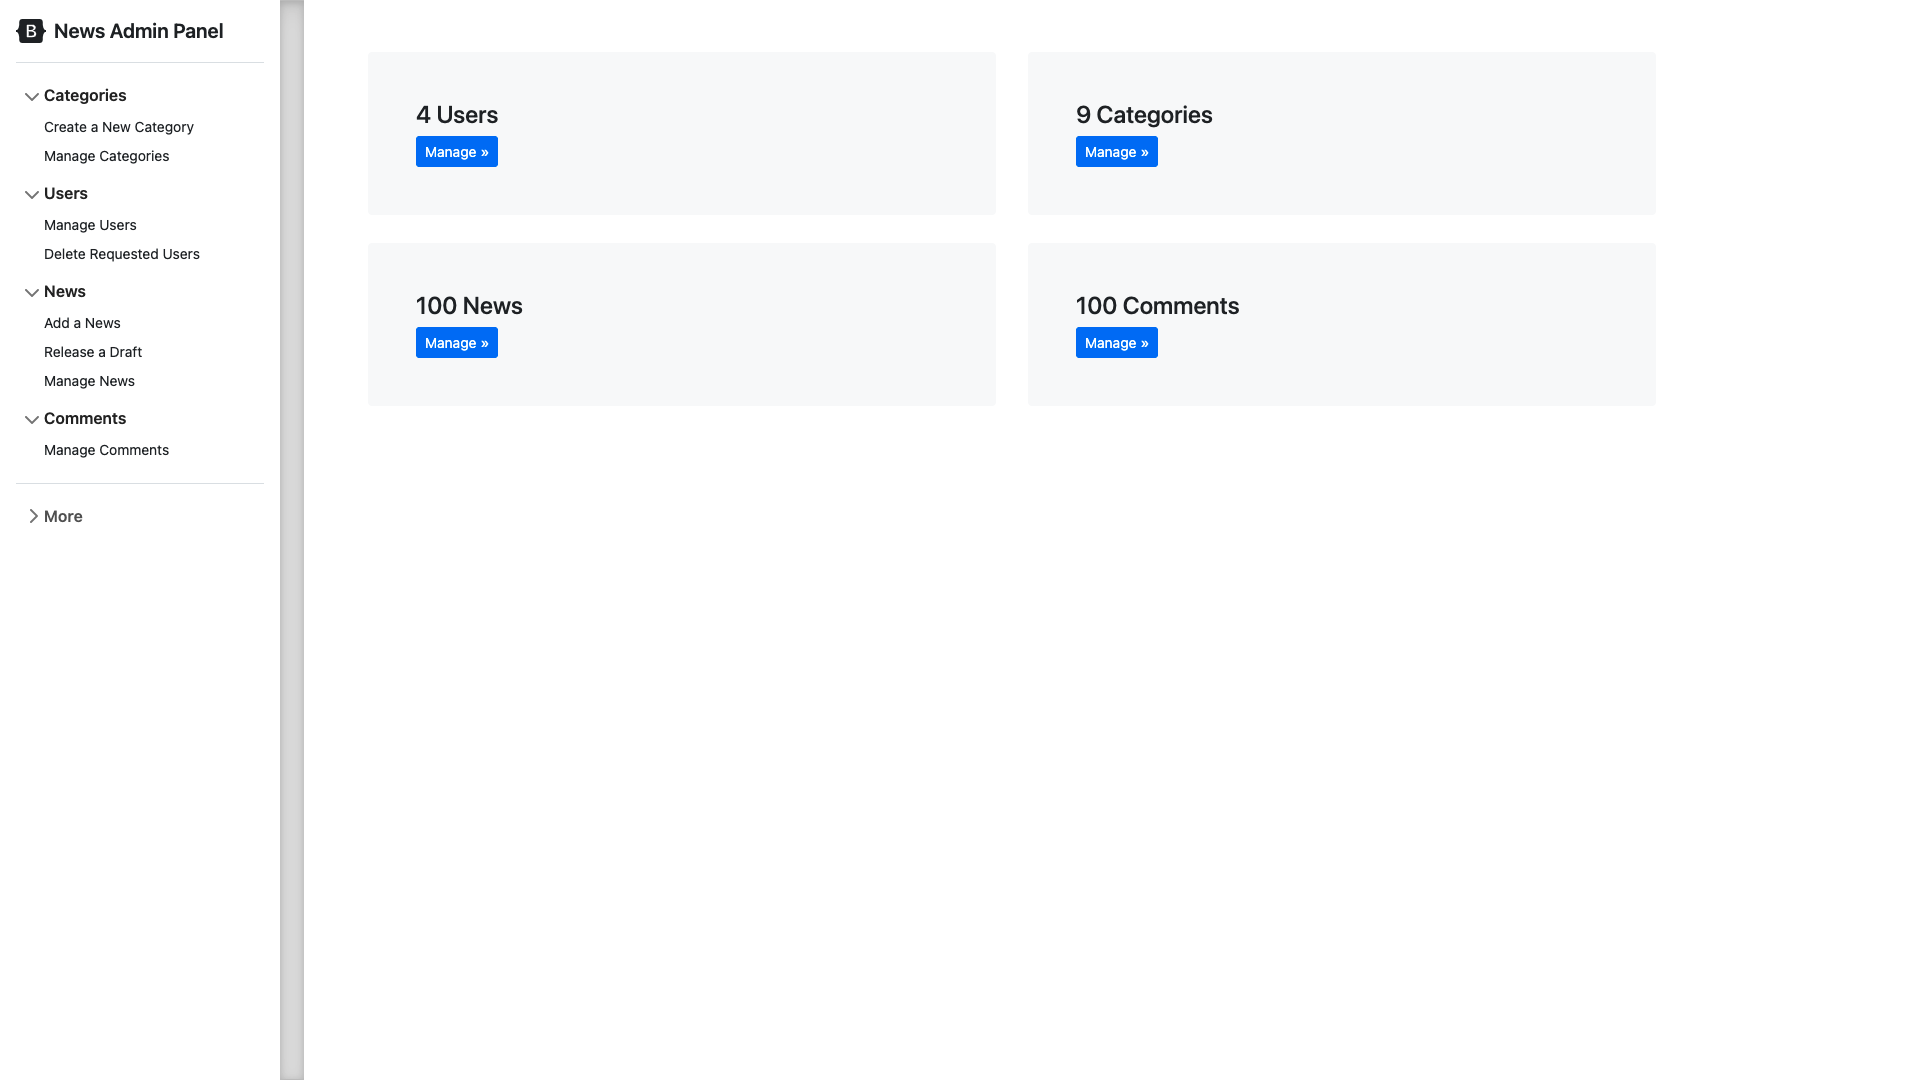 B News Admin Panel
Categories
Create a New Category
Manage Categories
Users
Manage Users
Delete Requested Users
News
Add a News
Release a Draft
Manage News
Comments
Manage Comments
More
4 Users
Manage »
9 Categories
Manage »
100 News
Manage »
100 Comments
Manage »